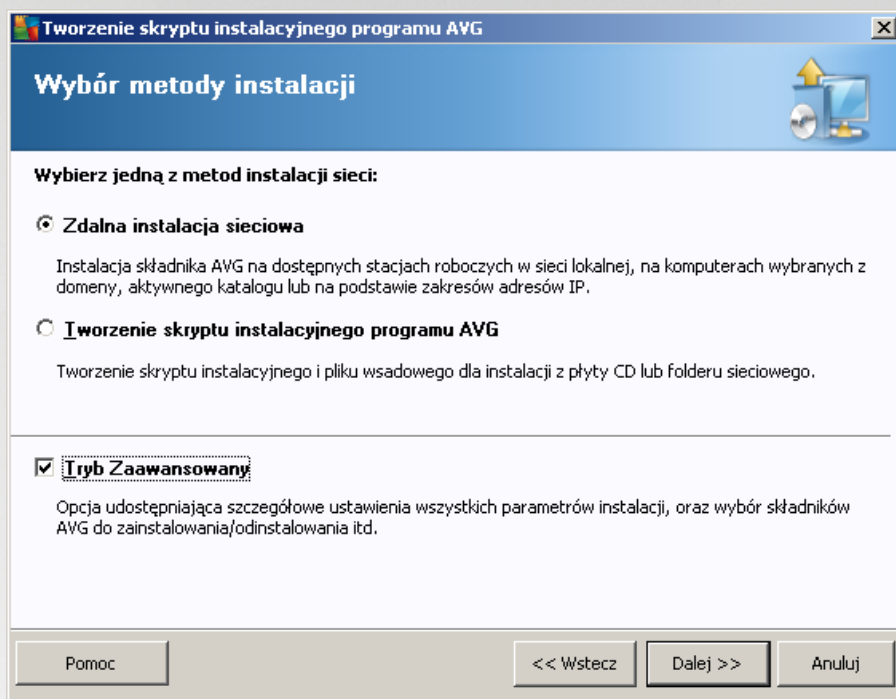 Tworzenie skryptu instalacyjnego programu AVG
Wybór metody instalacji
Wybierz jedną z metod instalacji sieci:
Zdalna instalacja sieciowa
Instalacja składnika AVG na dostępnych stacjach roboczych w sieci lokalnej, na komputerach wybranych z
domeny, aktywnego katalogu lub na podstawie zakresów adresów IP.
Tworzenie skryptu instalacyjnego programu AVG
Tworzenie skryptu instalacyjnego i pliku wsadowego dla instalacji z płyty CD lub folderu sieciowego.
Tryb Zaawansowany
Opcja udostępniająca szczegółowe ustawienia wszystkich parametrów instalacji, oraz wybór składników
AVG do zainstalowania/odinstalowania itd.
Pomoc
<< Wstecz
Dalej >>
Anuluj